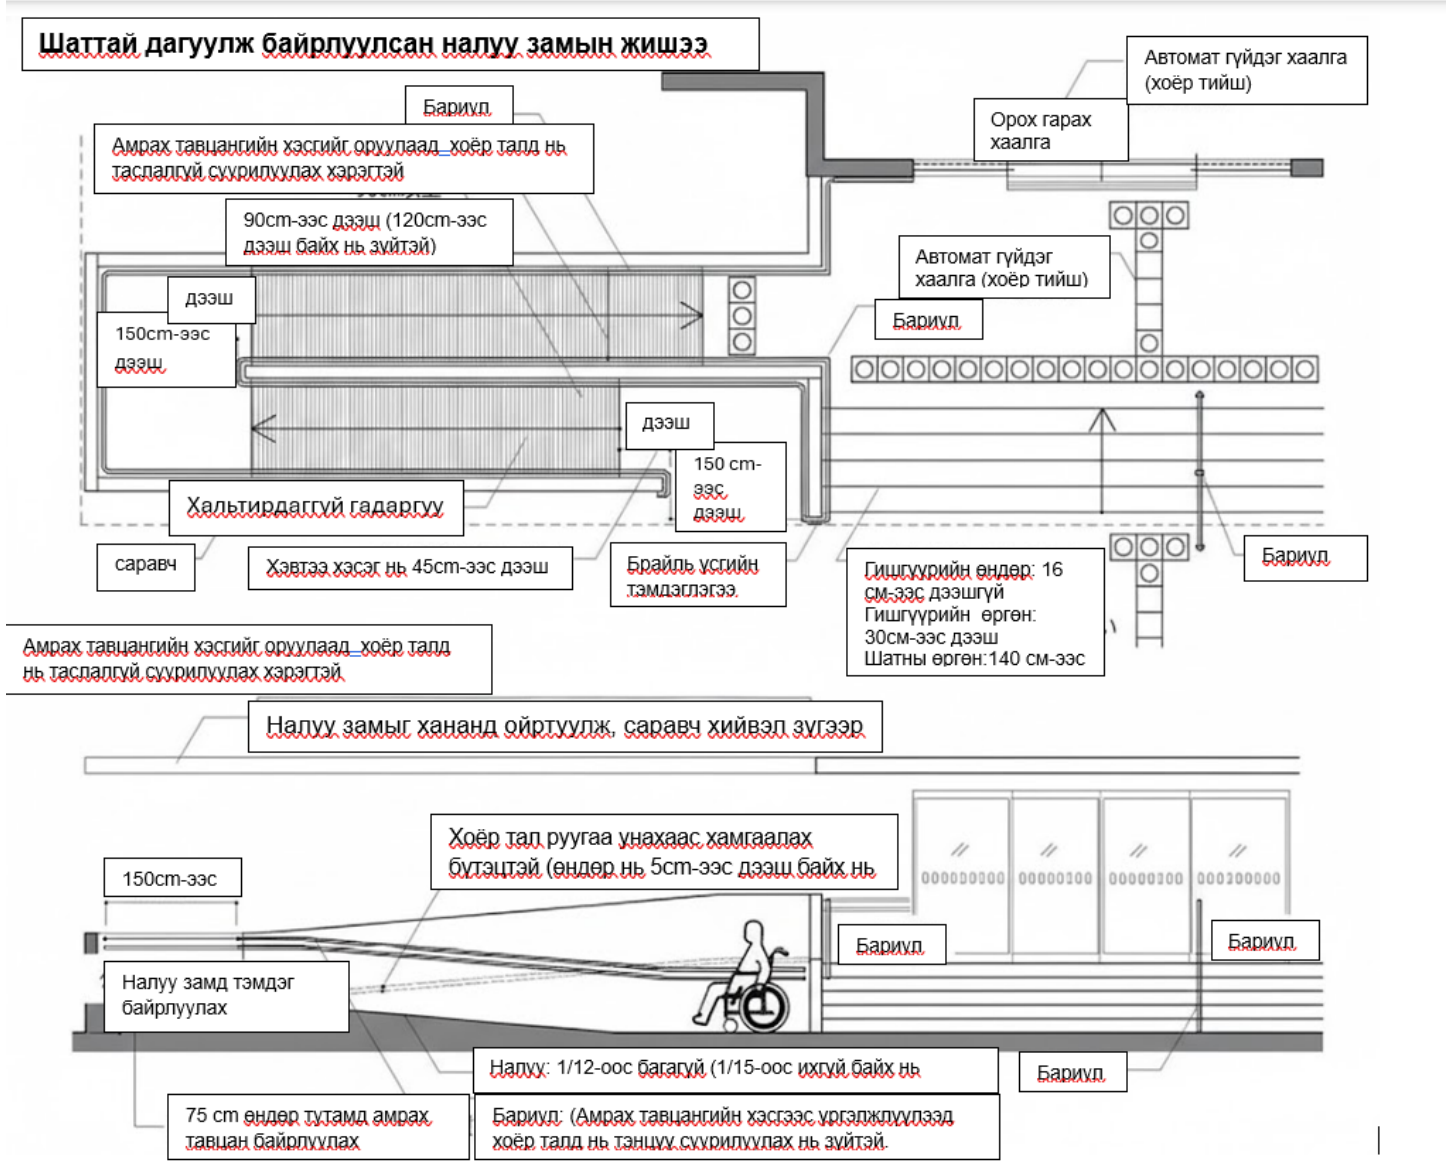 Шаттай дагуулж байрлуулсан налуу замын жишээ
Автомат гүйдэг хаалга
(хоёр тийш)
Бариул
Орох гарах
хаалга
Амрах тавцангийн хэсгийг оруулаад хоёр талд нь
таслалгүй суурилуулах хэрэгтэй
90cm-ээс дээш (120cm-ээс
дээш байх нь зүйтэй)
Автомат гүйдэг
хаалга (хоёр тийш)
дээш
150cm-ээс
дээш
Бариул
дээш
150 cm-
ээс
дээш
Хальтирдаггүй гадаргуу
саравч
Хэвтээ хэсэг нь 45cm-ээс дээш
Брайль үсгийн
тэмдэглэгээ
Гишгүүрийн өндөр: 16
см-ээс дээшгүй
Гишгүүрийн өргөн:
30см-ээс дээш
Шатны өргөн:140 см-ээс
Бариул
Амрах тавцангийн хэсгийг оруулаад хоёр талд
нь таслалгүй суурилуулах хэрэгтэй
Налуу замыг хананд ойртуулж, саравч хийвэл зүгээр
Хоёр тал руугаа унахаас хамгаалах
бүтэцтэй (өндөр нь 5cm-ээс дээш байх нь
150cm-ээс
Бариул
Бариул
Налуу замд тэмдэг
байрлуулах
Налуу: 1/12-оос багагүй (1/15-оос ихгүй байх нь
Бариул
75 cm өндөр тутамд амрах
тавцан байрлуулах
Бариул: (Амрах тавцангийн хэсгээс үргэлжлүүлээд
хоёр талд нь тэнцүү суурилуулах нь зүйтэй.